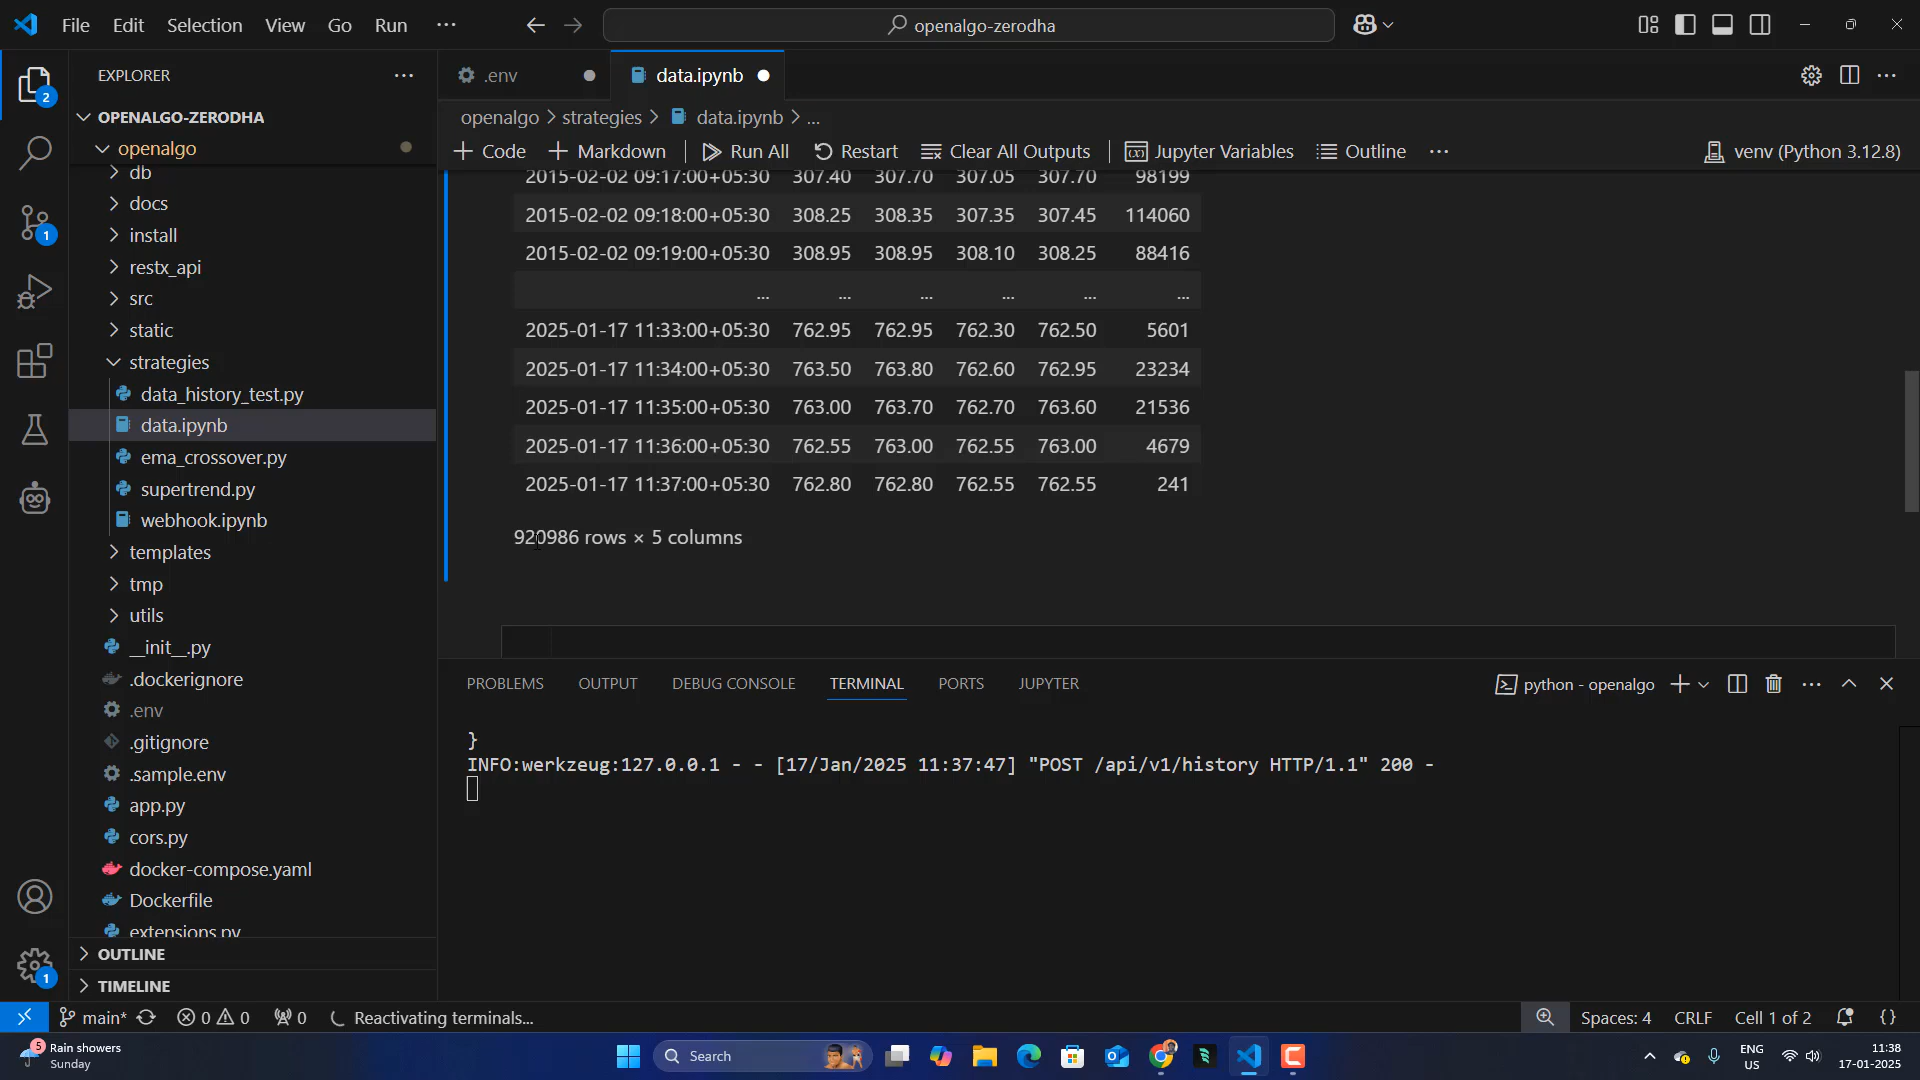 File Edit Selection View Go Run ...
openalgo-zerodha
EXPLORER
.env
data.ipynb
OPENALGO-ZERODHA
openalgo > strategies > data.ipynb > ...
openalgo
+ Code + Markdown Run All Restart Clear All Outputs Jupyter Variables Outline ... venv (Python 3.12.8)
db
docs
install
restx_api
src
static
strategies
data_history_test.py
data.ipynb
ema_crossover.py
supertrend.py
webhook.ipynb
templates
tmp
utils
__init__.py
.dockerignore
.env
.gitignore
.sample.env
app.py
cors.py
docker-compose.yaml
Dockerfile
extensions.py
OUTLINE
TIMELINE
2015-02-02 09:17:00+05:30 307.40 307.70 307.05 307.70 98199
2015-02-02 09:18:00+05:30 308.25 308.35 307.35 307.45 114060
2015-02-02 09:19:00+05:30 308.95 308.95 308.10 308.25 88416
... ... ... ... ... ...
2025-01-17 11:33:00+05:30 762.95 762.95 762.30 762.50 5601
2025-01-17 11:34:00+05:30 763.50 763.80 762.60 762.95 23234
2025-01-17 11:35:00+05:30 763.00 763.70 762.70 763.60 21536
2025-01-17 11:36:00+05:30 762.55 763.00 762.55 763.00 4679
2025-01-17 11:37:00+05:30 762.80 762.80 762.55 762.55 241
920986 rows × 5 columns
PROBLEMS OUTPUT DEBUG CONSOLE TERMINAL PORTS JUPYTER
python - openalgo
}
INFO:werkzeug:127.0.0.1 - - [17/Jan/2025 11:37:47] "POST /api/v1/history HTTP/1.1" 200 -
2
1
1
main* 0 0 0 Reactivating terminals...
Spaces: 4 CRLF Cell 1 of 2 {}
5
Rain showers
Sunday
Search
ENG
US
11:38
17-01-2025